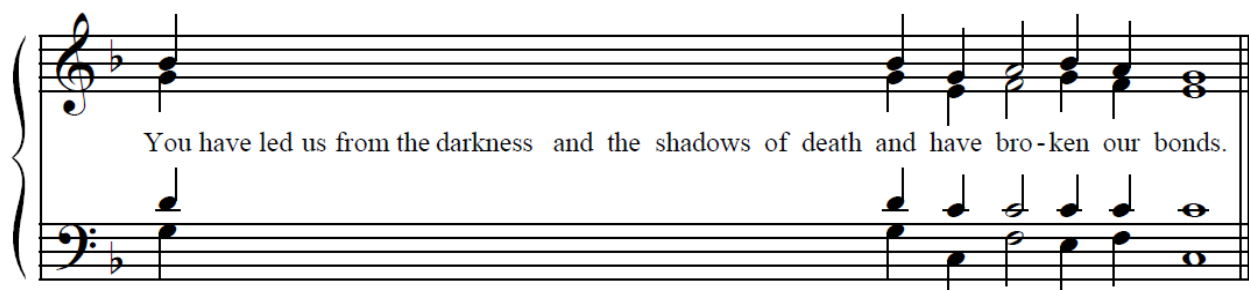 You have led us from the darkness and the shadows of death and have bro-ken our bonds.